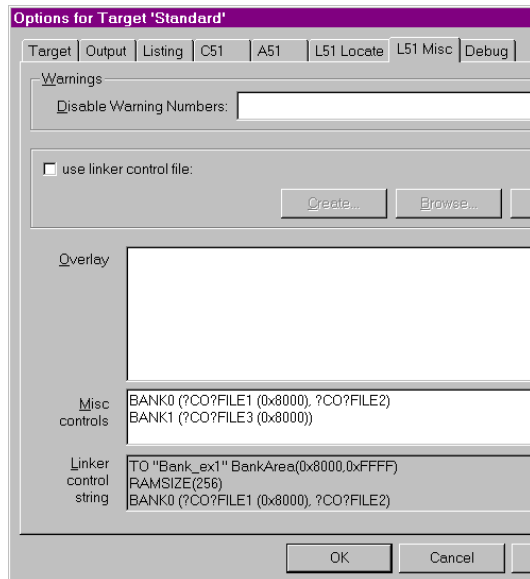 Options for Target 'Standard'
Target Output Listing C51 A51 L51 Locate L51 Misc Debug
Warnings
Disable Warning Numbers:
use linker control file:
Create... Browse...
Overlay
Misc controls
BANK0 (?CO?FILE1 (0x8000), ?CO?FILE2)
BANK1 (?CO?FILE3 (0x8000))
Linker control string
TO "Bank_ex1" BankArea(0x8000,0xFFFF)
RAMSIZE(256)
BANK0 (?CO?FILE1 (0x8000), ?CO?FILE2)
OK Cancel